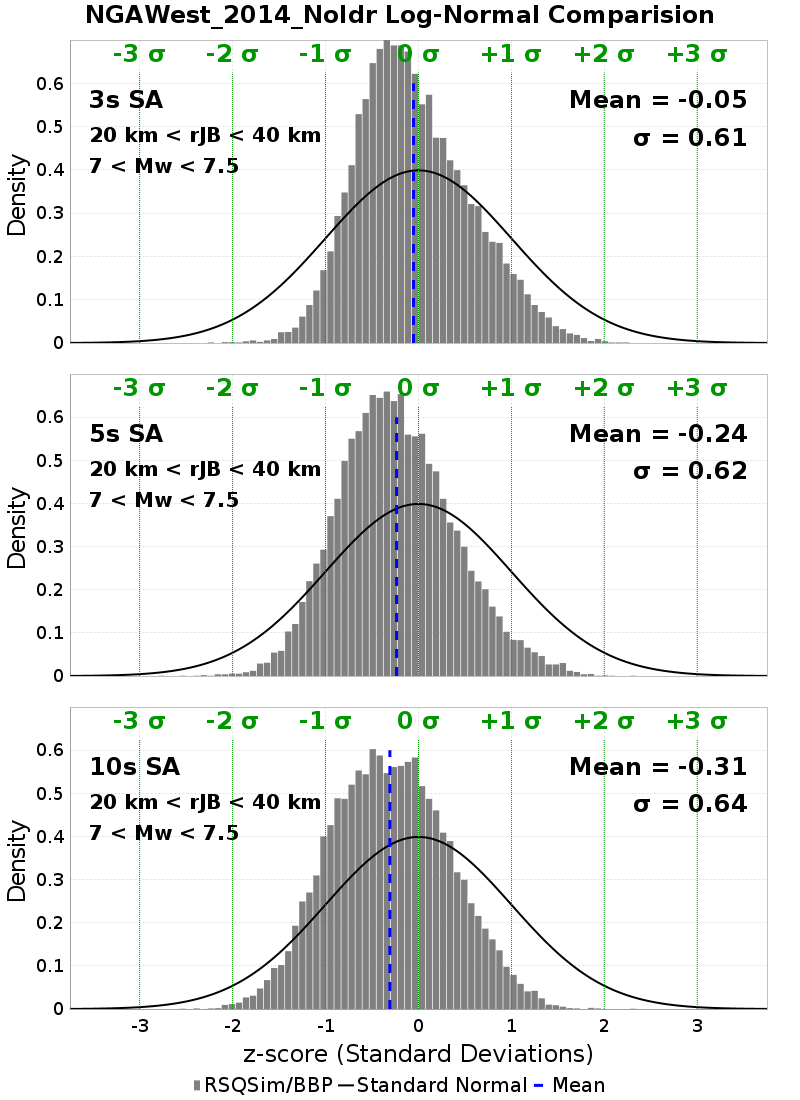 NGAWest_2014_NoIdr Log-Normal Comparision
-3 σ -2 σ -1 σ 0 σ +1 σ +2 σ +3 σ
3s SA
20 km < rJB < 40 km
7 < Mw < 7.5
Mean = -0.05
σ = 0.61
0.6
0.5
0.4
0.3
0.2
0.1
0
Density
-3 σ -2 σ -1 σ 0 σ +1 σ +2 σ +3 σ
5s SA
20 km < rJB < 40 km
7 < Mw < 7.5
Mean = -0.24
σ = 0.62
0.6
0.5
0.4
0.3
0.2
0.1
0
Density
-3 σ -2 σ -1 σ 0 σ +1 σ +2 σ +3 σ
10s SA
20 km < rJB < 40 km
7 < Mw < 7.5
Mean = -0.31
σ = 0.64
0.6
0.5
0.4
0.3
0.2
0.1
0
Density
-3 -2 -1 0 1 2 3
z-score (Standard Deviations)
RSQSim/BBP Standard Normal Mean